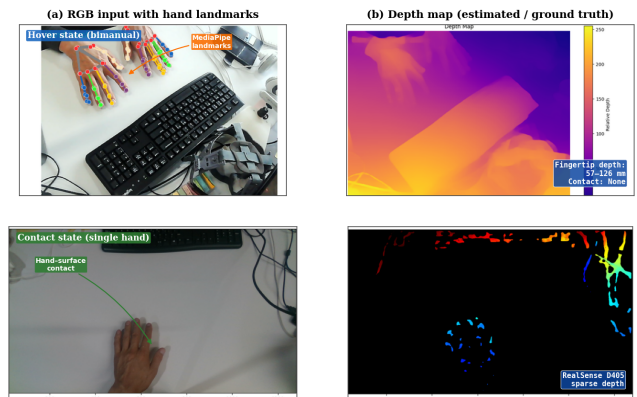 (a) RGB input with hand landmarks
(b) Depth map (estimated / ground truth)
Hover state (bimanual)
MediaPipe
landmarks
Depth Map
250
200
150
100
Relative Depth
Fingertip depth:
57–126 mm
Contact: None
Contact state (single hand)
Hand–surface
contact
RealSense D405
sparse depth